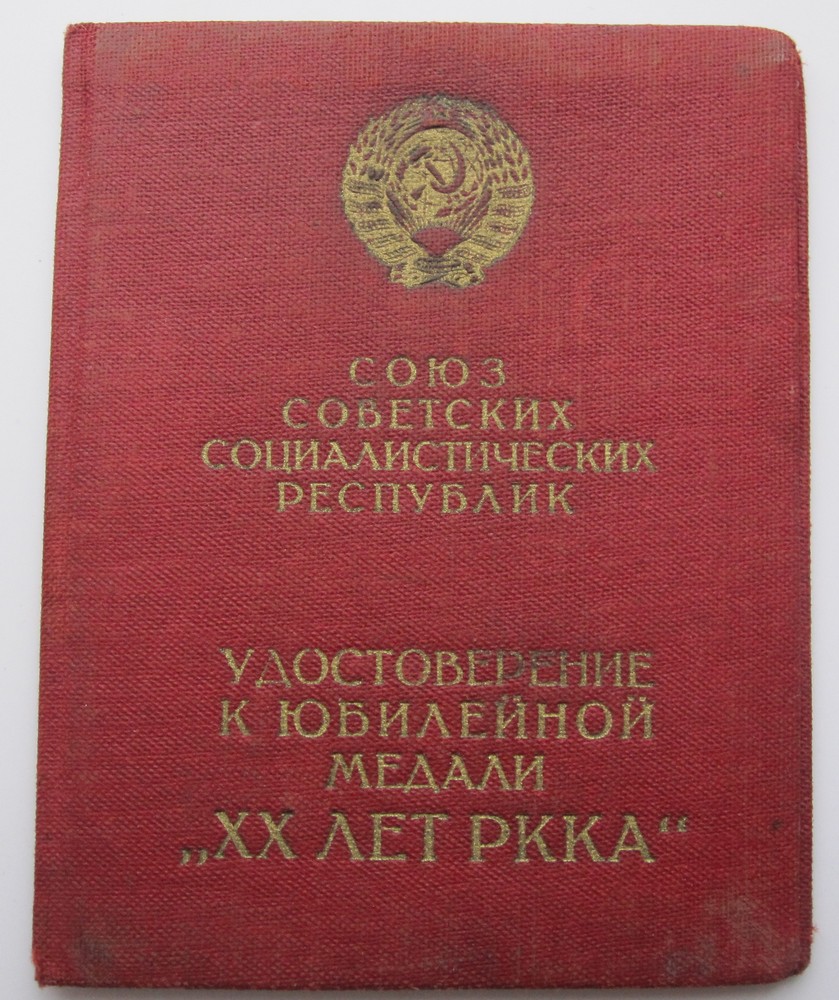 СОЮЗ
СОВЕТСКИХ
СОЦИАЛИСТИЧЕСКИХ
РЕСПУБЛИК
УДОСТОВЕРЕНИЕ
К ЮБИЛЕЙНОЙ
МЕДАЛИ
„XX ЛЕТ РККА“